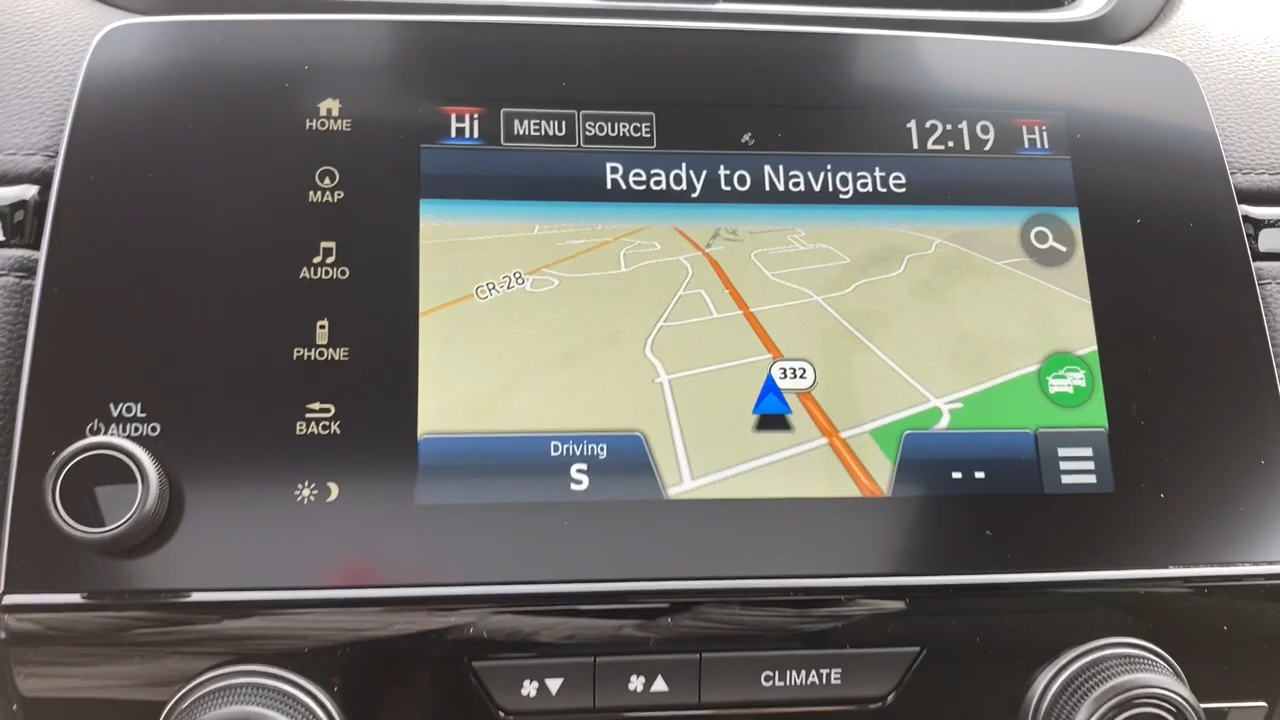 HOME
MAP
AUDIO
PHONE
BACK
VOL
AUDIO
Hi
MENU
SOURCE
12:19
Hi
Ready to Navigate
CR-28
332
Driving
S
--
CLIMATE